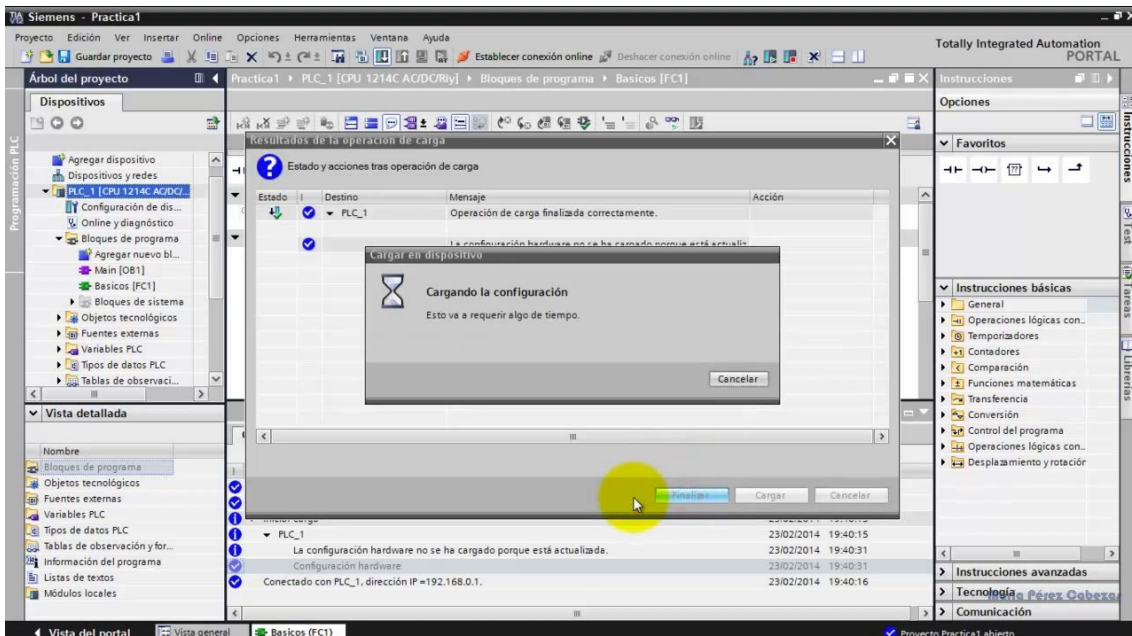 Siemens - Practica1
Proyecto Edición Ver Insertar Online Opciones Herramientas Ventana Ayuda
Guardar proyecto Establecer conexión online Deshacer conexión online
Totally Integrated Automation
PORTAL
Árbol del proyecto
Practica1 PLC_1 [CPU 1214C AC/DC/Rly] Bloques de programa Basicos [FC1]
Instrucciones
Dispositivos
Opciones
Programación PLC
Agregar dispositivo
Dispositivos y redes
PLC_1 [CPU 1214C AC/DC/...
Configuración de dis...
Online y diagnóstico
Bloques de programa
Agregar nuevo bl...
Main [OB1]
Basicos [FC1]
Bloques de sistema
Objetos tecnológicos
Fuentes externas
Variables PLC
Tipos de datos PLC
Tablas de observaci...
Vista detallada
Nombre
Bloques de programa
Objetos tecnológicos
Fuentes externas
Variables PLC
Tipos de datos PLC
Tablas de observación y for...
Información del programa
Listas de textos
Módulos locales
Resultados de la operación de carga
Estado y acciones tras operación de carga
Estado ! Destino Mensaje Acción
PLC_1 Operación de carga finalizada correctamente.
La configuración hardware no se ha cargado porque está actualiz
Cargar en dispositivo
Cargando la configuración
Esto va a requerir algo de tiempo.
Cancelar
Finalizar Cargar Cancelar
PLC_1 23/02/2014 19:40:15
La configuración hardware no se ha cargado porque está actualizada. 23/02/2014 19:40:31
Configuración hardware 23/02/2014 19:40:31
Conectado con PLC_1, dirección IP =192.168.0.1. 23/02/2014 19:40:16
Favoritos
Instrucciones básicas
General
Operaciones lógicas con...
Temporizadores
Contadores
Comparación
Funciones matemáticas
Transferencia
Conversión
Control del programa
Operaciones lógicas con...
Desplazamiento y rotación
Instrucciones avanzadas
Tecnología
Pérez Cabezas
Comunicación
Instrucciones
Test
Tareas
Librerías
Vista del portal Vista general Basicos (FC1) Proyecto Practica1 abierto